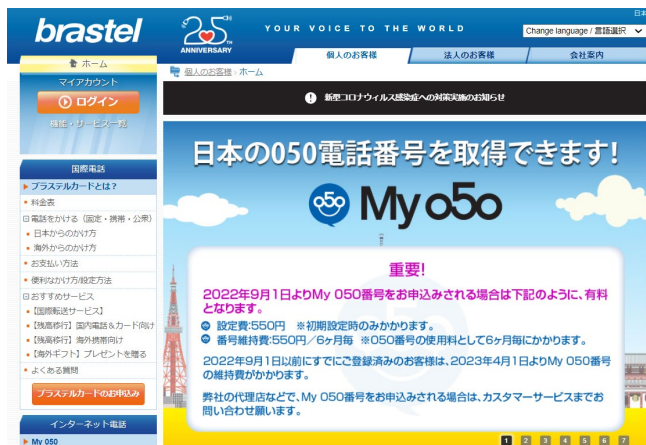 brastel
25th
ANNIVERSARY
YOUR VOICE TO THE WORLD
日本
Change language / 言語選択
個人のお客様
法人のお客様
会社案内
ホーム
個人のお客様 ホーム
マイアカウント
ログイン
機能・サービス一覧
新型コロナウィルス感染症への対策実施のお知らせ
日本の050電話番号を取得できます!
050 My 050
重要!
2022年9月1日よりMy 050番号をお申込みされる場合は下記のように、有料
となります。
設定費:550円 ※初期設定時のみかかります。
番号維持費:550円/6ヶ月毎 ※050番号の使用料として6ヶ月毎にかかります。
2022年9月1日以前にすでにご登録済みのお客様は、2023年4月1日よりMy 050番号
の維持費がかかります。
弊社の代理店などで、My 050番号をお申込みされる場合は、カスタマーサービスまでお
問い合わせ願います。
1 2 3 4 5 6 7
国際電話
ブラステルカードとは?
料金表
電話をかける（固定・携帯・公衆）
日本からのかけ方
海外からのかけ方
お支払い方法
便利なかけ方/設定方法
おすすめサービス
【国際転送サービス】
【残高移行】国内電話&カード向け
【残高移行】海外携帯向け
【海外ギフト】プレゼントを贈る
よくある質問
ブラステルカードのお申込み
インターネット電話
My 050